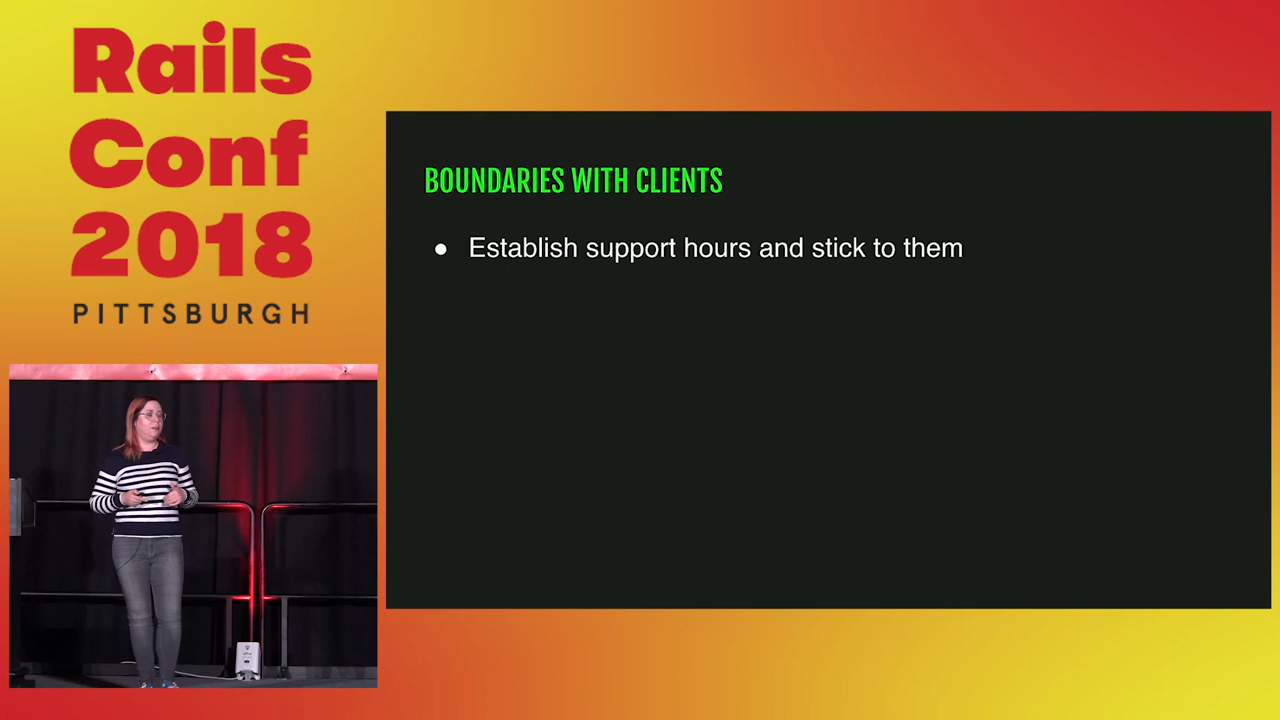 Rails
Conf
2018
PITTSBURGH
BOUNDARIES WITH CLIENTS
● Establish support hours and stick to them